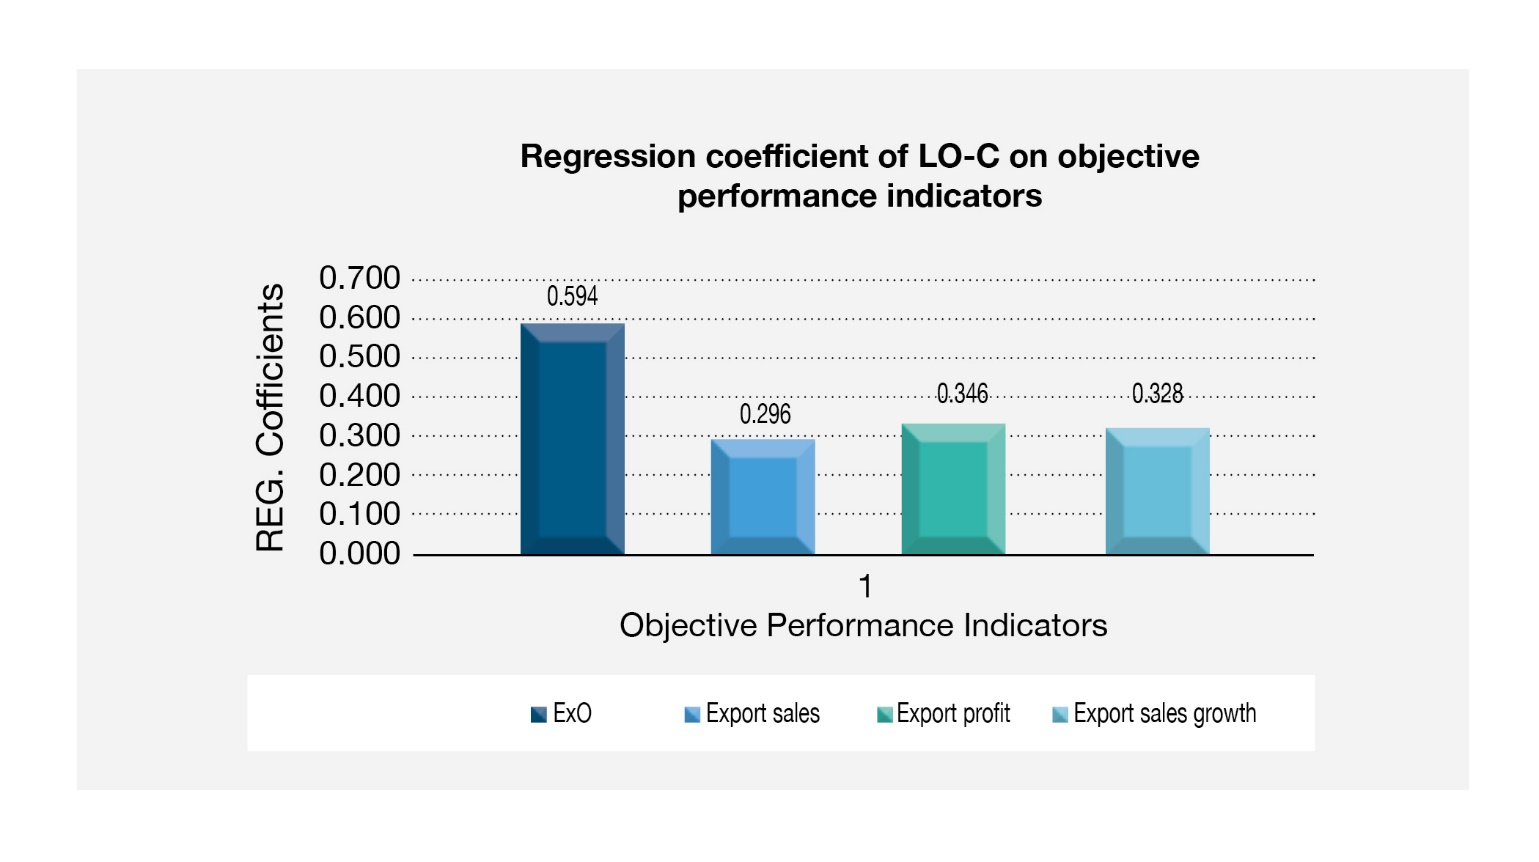 Regression coefficient of LO-C on objective
performance indicators
REG. Cofficients
0.700
0.600
0.500
0.400
0.300
0.200
0.100
0.000
0.594
0.296
0.346
0.328
1
Objective Performance Indicators
ExO
Export sales
Export profit
Export sales growth